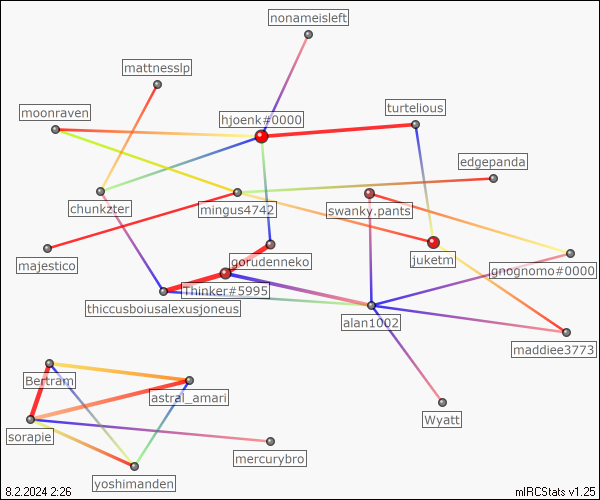 nonameisleft
mattnesslp
moonraven
hjoenk#0000
turtelious
edgepanda
chunkzter
mingus4742
swanky.pants
majestico
gorudenneko
juketm
gnognomo#0000
Thinker#5995
thiccusboiusalexusjoneus
alan1002
maddiee3773
Bertram
astral_amari
Wyatt
sorapie
mercurybro
yoshimanden
8.2.2024 2:26
mIRCStats v1.25